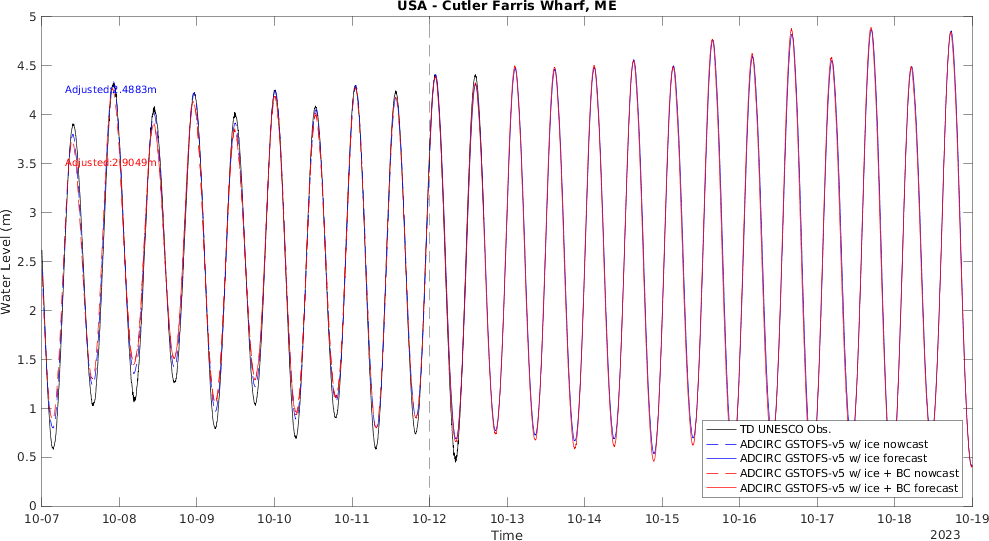 USA - Cutler Farris Wharf, ME
Water Level (m)
5
4.5
4
3.5
3
2.5
2
1.5
1
0.5
0
Adjusted:2.4883m
Adjusted:2.9049m
TD UNESCO Obs.
ADCIRC GSTOFS-v5 w/ ice nowcast
ADCIRC GSTOFS-v5 w/ ice forecast
ADCIRC GSTOFS-v5 w/ ice + BC nowcast
ADCIRC GSTOFS-v5 w/ ice + BC forecast
10-07 10-08 10-09 10-10 10-11 10-12 10-13 10-14 10-15 10-16 10-17 10-18 10-19
Time
2023